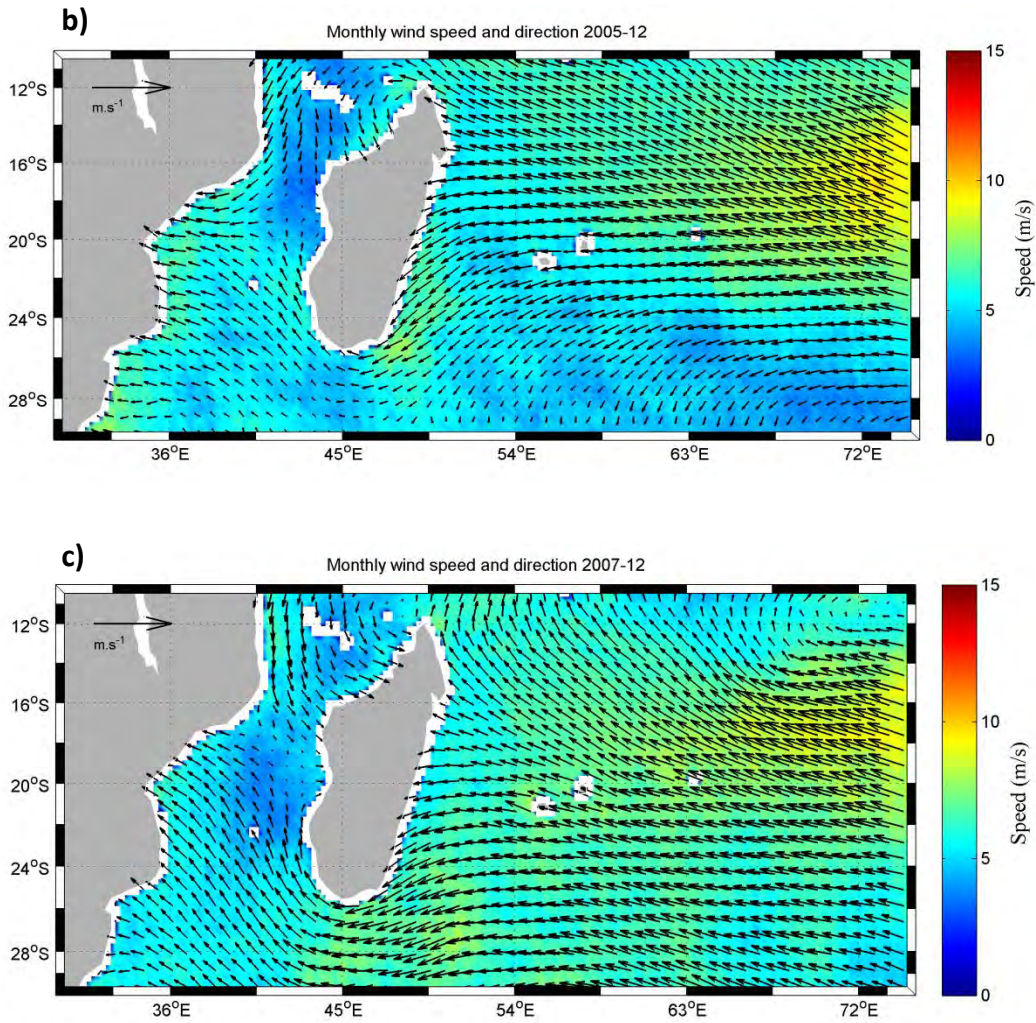 b)
Monthly wind speed and direction 2005-12
12°S
16°S
20°S
24°S
28°S
m.s⁻¹
36°E
45°E
54°E
63°E
72°E
15
10
5
0
Speed (m/s)
c)
Monthly wind speed and direction 2007-12
12°S
16°S
20°S
24°S
28°S
m.s⁻¹
36°E
45°E
54°E
63°E
72°E
15
10
5
0
Speed (m/s)